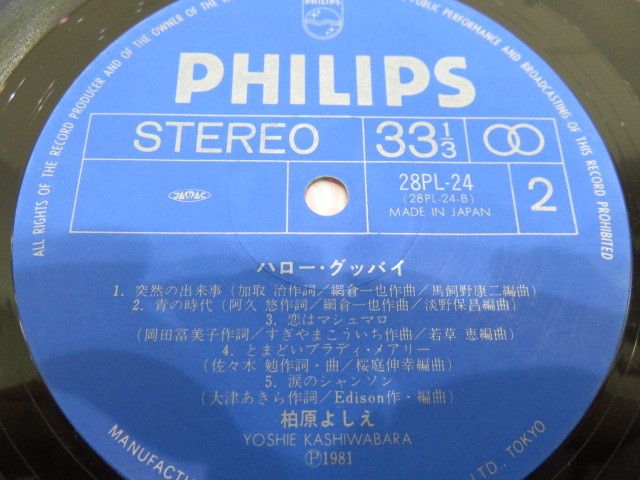 ALL RIGHTS OF THE RECORD PRODUCER AND OF THE OWNER OF THE
PUBLIC PERFORMANCE AND BROADCASTING OF THIS RECORD PROHIBITED
PHILIPS
PHILIPS
STEREO
33 1/3
JASRAC
28PL-24
(28PL-24-B)
MADE IN JAPAN
2
ハロー・グッバイ
1. 突然の出来事(加取 治作詞/網倉一也作曲/馬飼野康二編曲)
2. 青の時代(阿久 悠作詞/網倉一也作曲/淡野保昌編曲)
3. 恋はマシュマロ
(岡田冨美子作詞/すぎやまこういち作曲/若草 恵編曲)
4. とまどいブラディ・メアリー
(佐々木 勉作詞・曲/桜庭伸幸編曲)
5. 涙のシャンソン
(大津あきら作詞/Edison作・編曲)
柏原よしえ
YOSHIE KASHIWABARA
Ⓟ1981
MANUFACTU
LTD., TOKYO